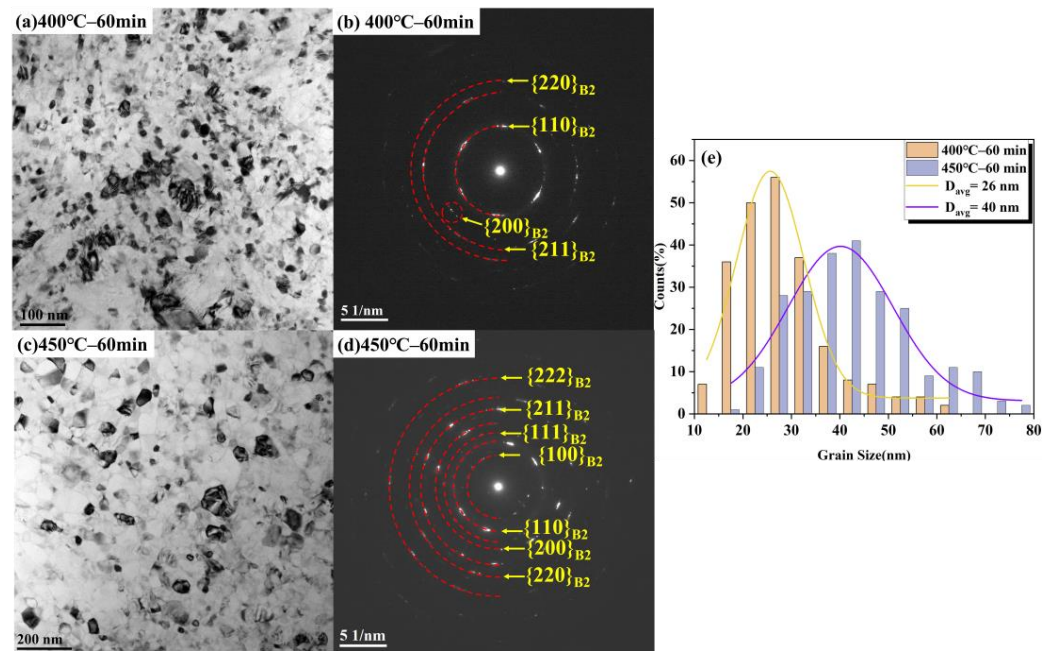 (a)400℃–60min
100 nm
(b) 400℃–60min
{220}B2
{110}B2
{200}B2
{211}B2
5 1/nm
(c)450℃–60min
200 nm
(d)450℃–60min
{222}B2
{211}B2
{111}B2
{100}B2
{110}B2
{200}B2
{220}B2
5 1/nm
(e)
400℃–60 min
450℃–60 min
Davg= 26 nm
Davg= 40 nm
Counts(%)
60
50
40
30
20
10
0
10 20 30 40 50 60 70 80
Grain Size(nm)